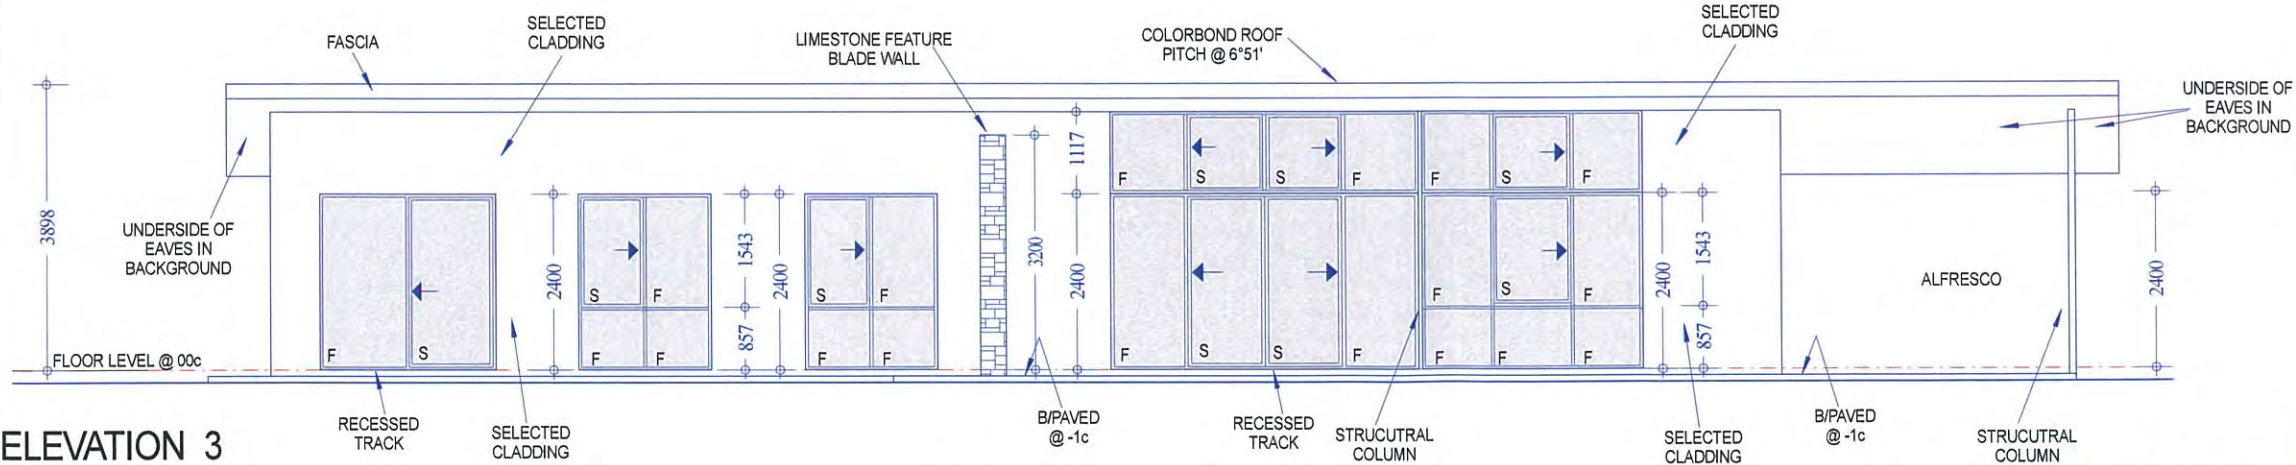 SELECTED
CLADDING
FASCIA
LIMESTONE FEATURE
BLADE WALL
COLORBOND ROOF
PITCH @ 6°51'
SELECTED
CLADDING
UNDERSIDE OF
EAVES IN
BACKGROUND
3898
UNDERSIDE OF
EAVES IN
BACKGROUND
FLOOR LEVEL @ 00c
F
S
2400
S
F
F
F
1543
857
2400
S
F
F
F
3200
1117
2400
F
S
S
F
F
S
F
F
S
S
F
F
S
F
F
F
F
2400
1543
857
ALFRESCO
2400
RECESSED
TRACK
SELECTED
CLADDING
B/PAVED
@ -1c
RECESSED
TRACK
STRUCUTRAL
COLUMN
SELECTED
CLADDING
B/PAVED
@ -1c
STRUCUTRAL
COLUMN
ELEVATION 3